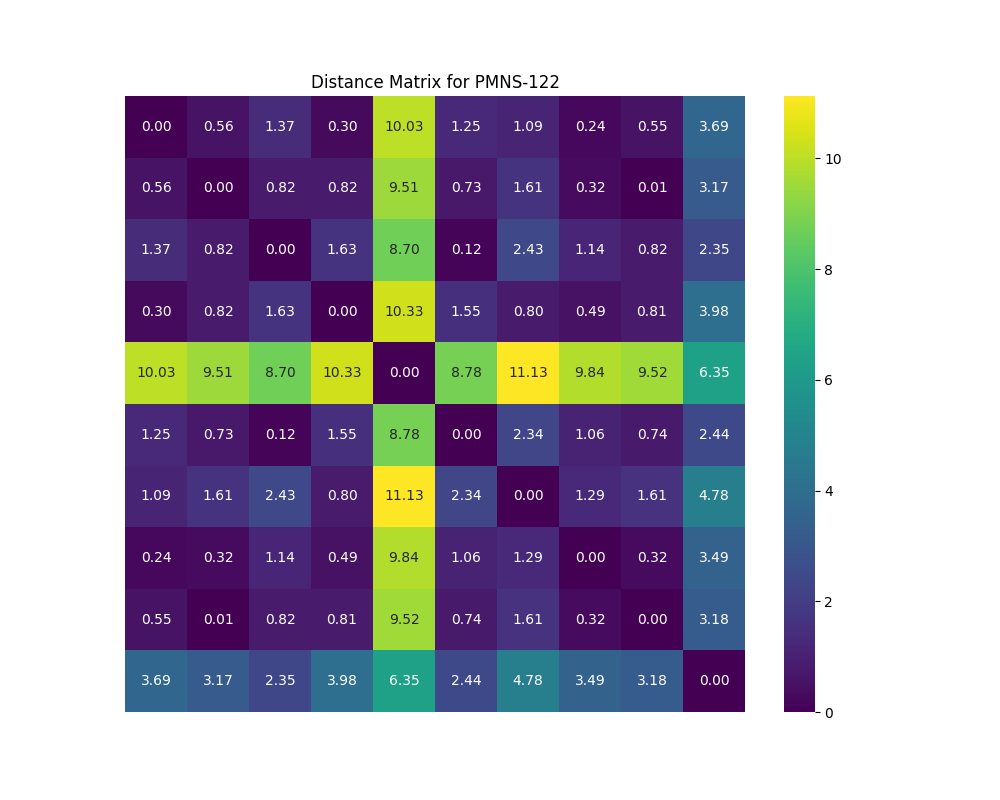 Distance Matrix for PMNS-122
0.00 0.56 1.37 0.30 10.03 1.25 1.09 0.24 0.55 3.69
0.56 0.00 0.82 0.82 9.51 0.73 1.61 0.32 0.01 3.17
1.37 0.82 0.00 1.63 8.70 0.12 2.43 1.14 0.82 2.35
0.30 0.82 1.63 0.00 10.33 1.55 0.80 0.49 0.81 3.98
10.03 9.51 8.70 10.33 0.00 8.78 11.13 9.84 9.52 6.35
1.25 0.73 0.12 1.55 8.78 0.00 2.34 1.06 0.74 2.44
1.09 1.61 2.43 0.80 11.13 2.34 0.00 1.29 1.61 4.78
0.24 0.32 1.14 0.49 9.84 1.06 1.29 0.00 0.32 3.49
0.55 0.01 0.82 0.81 9.52 0.74 1.61 0.32 0.00 3.18
3.69 3.17 2.35 3.98 6.35 2.44 4.78 3.49 3.18 0.00
10
8
6
4
2
0